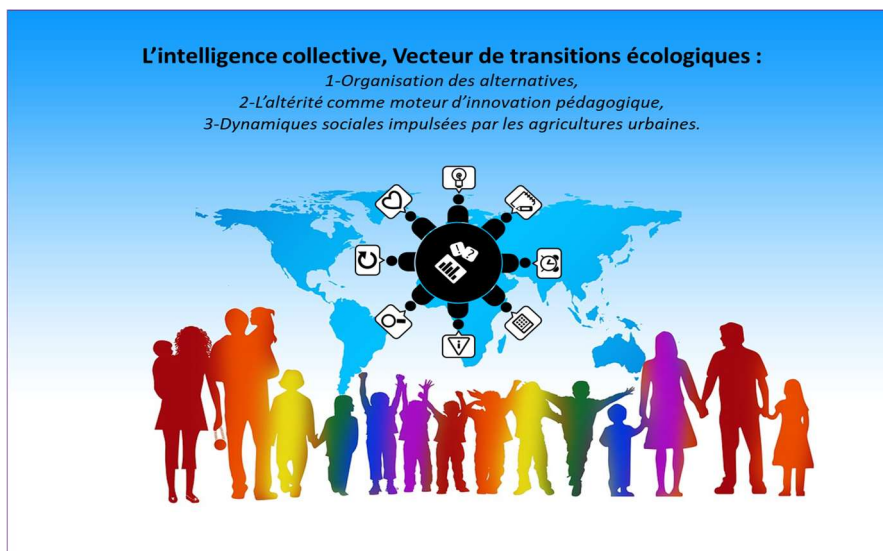 L'intelligence collective, Vecteur de transitions écologiques :
1-Organisation des alternatives,
2-L'altérité comme moteur d'innovation pédagogique,
3-Dynamiques sociales impulsées par les agricultures urbaines.